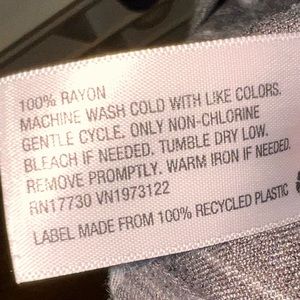 100% RAYON
MACHINE WASH COLD WITH LIKE COLORS.
GENTLE CYCLE. ONLY NON-CHLORINE
BLEACH IF NEEDED. TUMBLE DRY LOW.
REMOVE PROMPTLY. WARM IRON IF NEEDED.
RN17730 VN1973122
LABEL MADE FROM 100% RECYCLED PLASTIC